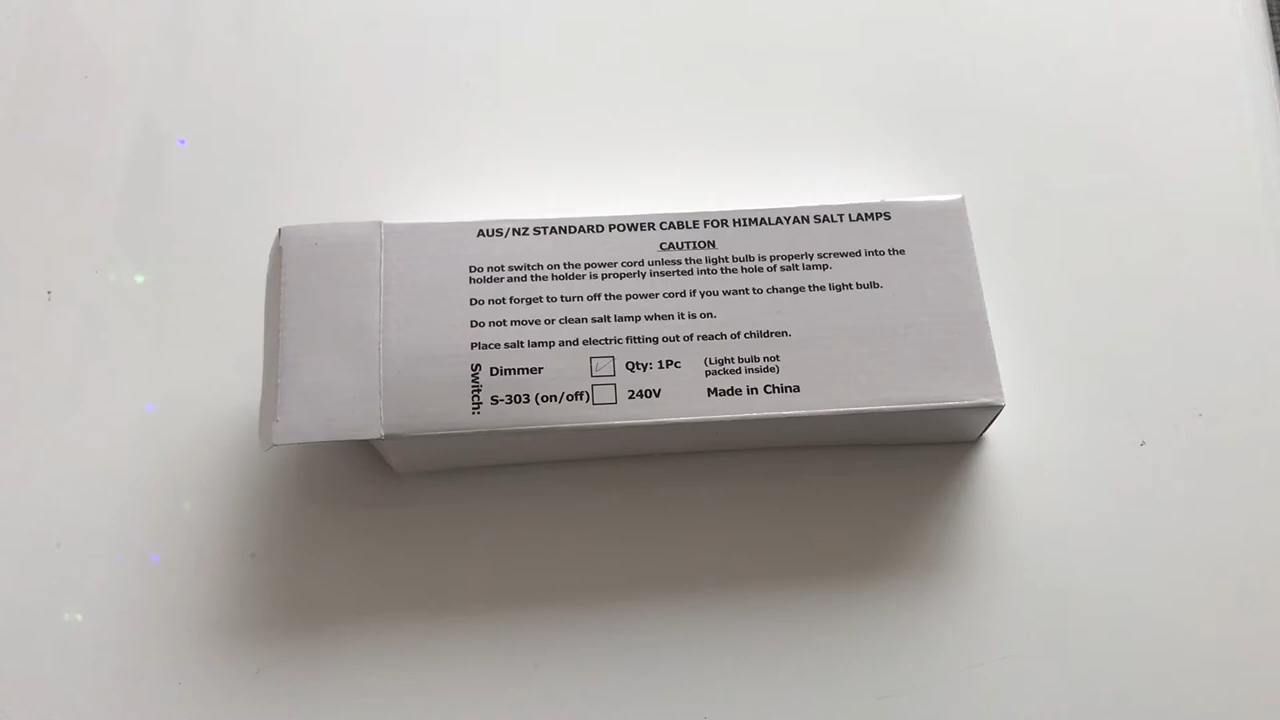 AUS/NZ STANDARD POWER CABLE FOR HIMALAYAN SALT LAMPS
CAUTION
Do not switch on the power cord unless the light bulb is properly screwed into the
holder and the holder is properly inserted into the hole of salt lamp.
Do not forget to turn off the power cord if you want to change the light bulb.
Do not move or clean salt lamp when it is on.
Place salt lamp and electric fitting out of reach of children.
Switch:
Dimmer Qty: 1Pc (Light bulb not
packed inside)
S-303 (on/off) 240V Made in China